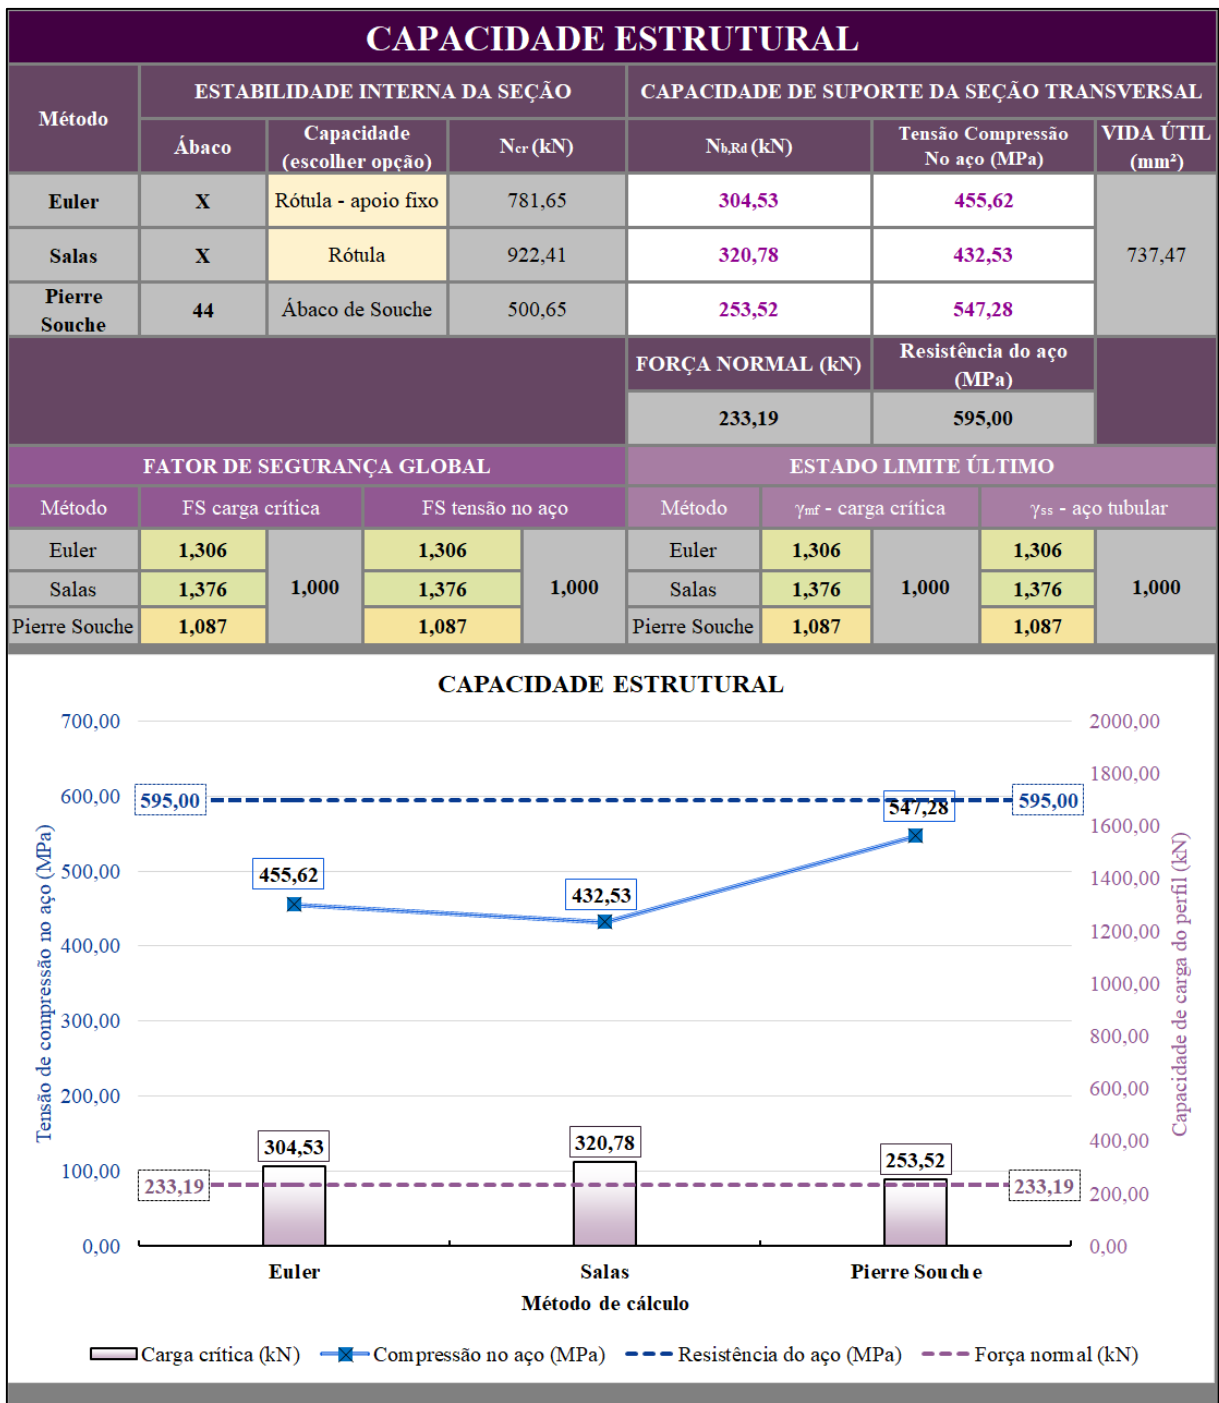 CAPACIDADE ESTRUTURAL
Método
ESTABILIDADE INTERNA DA SEÇÃO
CAPACIDADE DE SUPORTE DA SEÇÃO TRANSVERSAL
Ábaco
Capacidade
(escolher opção)
Ncr (kN)
Nb,Rd (kN)
Tensão Compressão
No aço (MPa)
VIDA ÚTIL
(mm²)
Euler X Rótula - apoio fixo 781,65 304,53 455,62
Salas X Rótula 922,41 320,78 432,53 737,47
Pierre
Souche
44 Ábaco de Souche 500,65 253,52 547,28
FORÇA NORMAL (kN)
Resistência do aço
(MPa)
233,19 595,00
FATOR DE SEGURANÇA GLOBAL ESTADO LIMITE ÚLTIMO
Método FS carga crítica FS tensão no aço Método γmf - carga crítica γss - aço tubular
Euler 1,306 1,306 Euler 1,306 1,306
Salas 1,376 1,000 1,376 1,000 Salas 1,376 1,000 1,376 1,000
Pierre Souche 1,087 1,087 Pierre Souche 1,087 1,087
CAPACIDADE ESTRUTURAL
Tensão de compressão no aço (MPa)
700,00
600,00
500,00
400,00
300,00
200,00
100,00
0,00
595,00 595,00
455,62
432,53
547,28
304,53
320,78
253,52
233,19 233,19
2000,00
1800,00
1600,00
1400,00
1200,00
1000,00
800,00
600,00
400,00
200,00
0,00
Capacidade de carga do perfil (kN)
Euler Salas Pierre Souche
Método de cálculo
Carga crítica (kN) Compressão no aço (MPa) Resistência do aço (MPa) Força normal (kN)